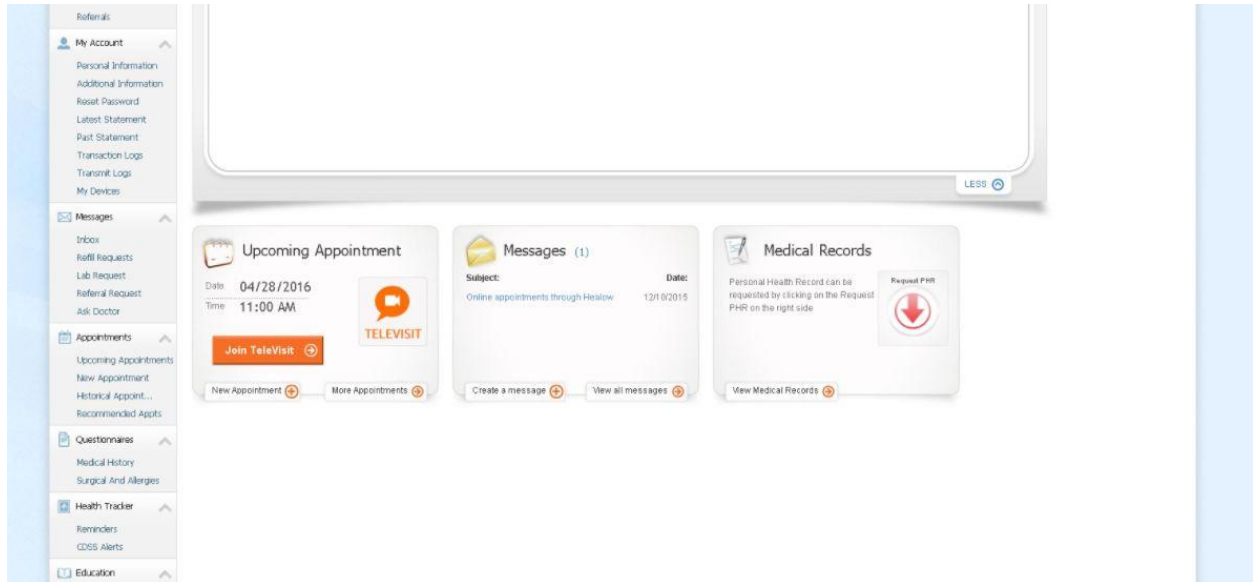 Referrals
My Account
Personal Information
Additional Information
Reset Password
Latest Statement
Past Statement
Transaction Logs
Transmit Logs
My Devices
Messages
Inbox
Refill Requests
Lab Request
Referral Request
Ask Doctor
Appointments
Upcoming Appointments
New Appointment
Historical Appoint...
Recommended Appts
Questionnaires
Medical History
Surgical And Allergies
Health Tracker
Reminders
CDSS Alerts
Education
LESS
Upcoming Appointment
Date 04/28/2016
Time 11:00 AM
TELEVISIT
Join TeleVisit
New Appointment
More Appointments
Messages (1)
Subject: Date:
Online appointments through Healow 12/10/2015
Create a message
View all messages
Medical Records
Personal Health Record can be
requested by clicking on the Request
PHR on the right side
Request PHR
View Medical Records